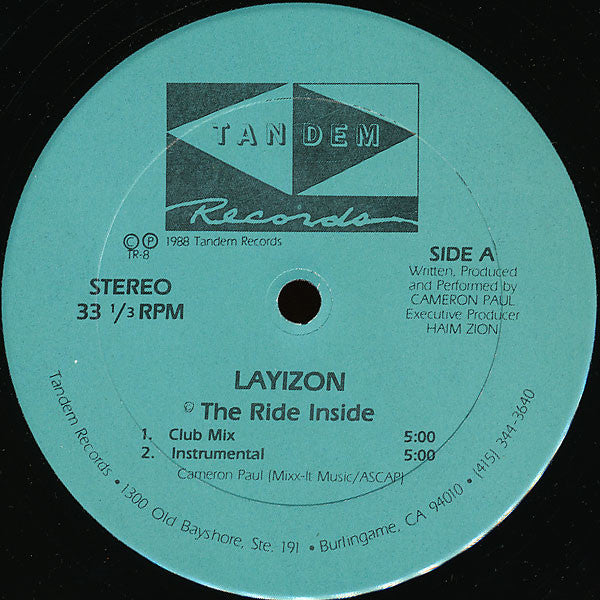 TANDEM
Records
© ℗ 1988 Tandem Records
TR-8
STEREO
33 1/3 RPM
SIDE A
Written, Produced
and Performed by
CAMERON PAUL
Executive Producer
HAIM ZION
LAYIZON
The Ride Inside
1. Club Mix 5:00
2. Instrumental 5:00
Cameron Paul (Mixx-It Music/ASCAP)
Tandem Records • 1300 Old Bayshore, Ste. 191 • Burlingame, CA 94010 • (415) 344-3640